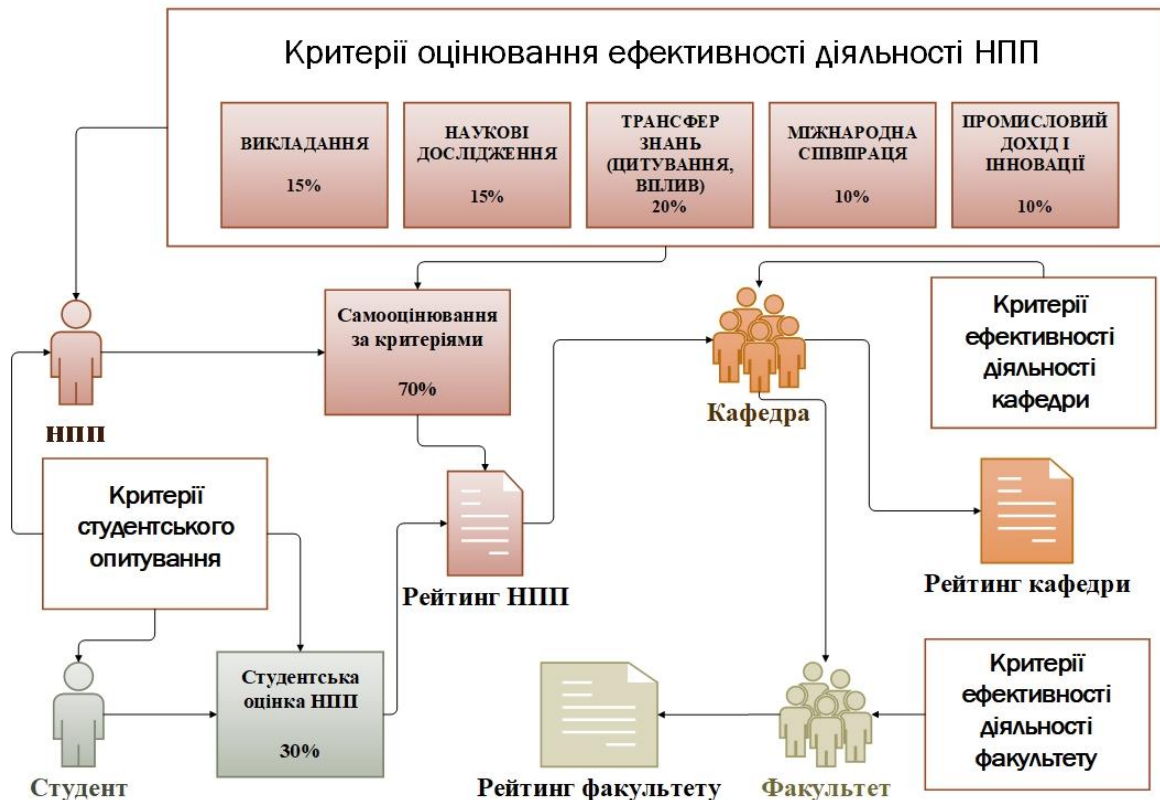 Критерії оцінювання ефективності діяльності НПП
ВИКЛАДАННЯ
15%
НАУКОВІ
ДОСЛІДЖЕННЯ
15%
ТРАНСФЕР
ЗНАНЬ
(ЦИТУВАННЯ,
ВПЛИВ)
20%
МІЖНАРОДНА
СПІВПРАЦЯ
10%
ПРОМИСЛОВИЙ
ДОХІД І
ІННОВАЦІЇ
10%
НПП
Самооцінювання
за критеріями
70%
Кафедра
Критерії
ефективності
діяльності
кафедри
Критерії
студентського
опитування
Рейтинг НПП
Рейтинг кафедри
Студент
Студентська
оцінка НПП
30%
Рейтинг факультету
Факультет
Критерії
ефективності
діяльності
факультету